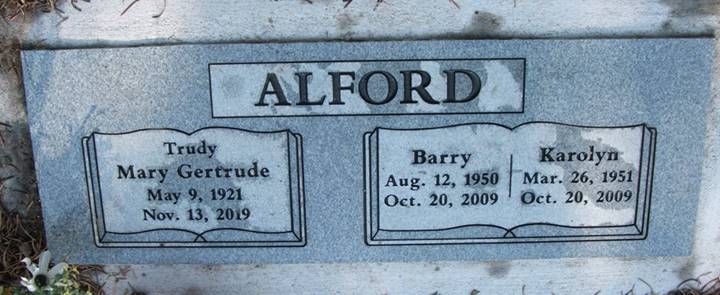 ALFORD
Trudy
Mary Gertrude
May 9, 1921
Nov. 13, 2019
Barry
Aug. 12, 1950
Oct. 20, 2009
Karolyn
Mar. 26, 1951
Oct. 20, 2009